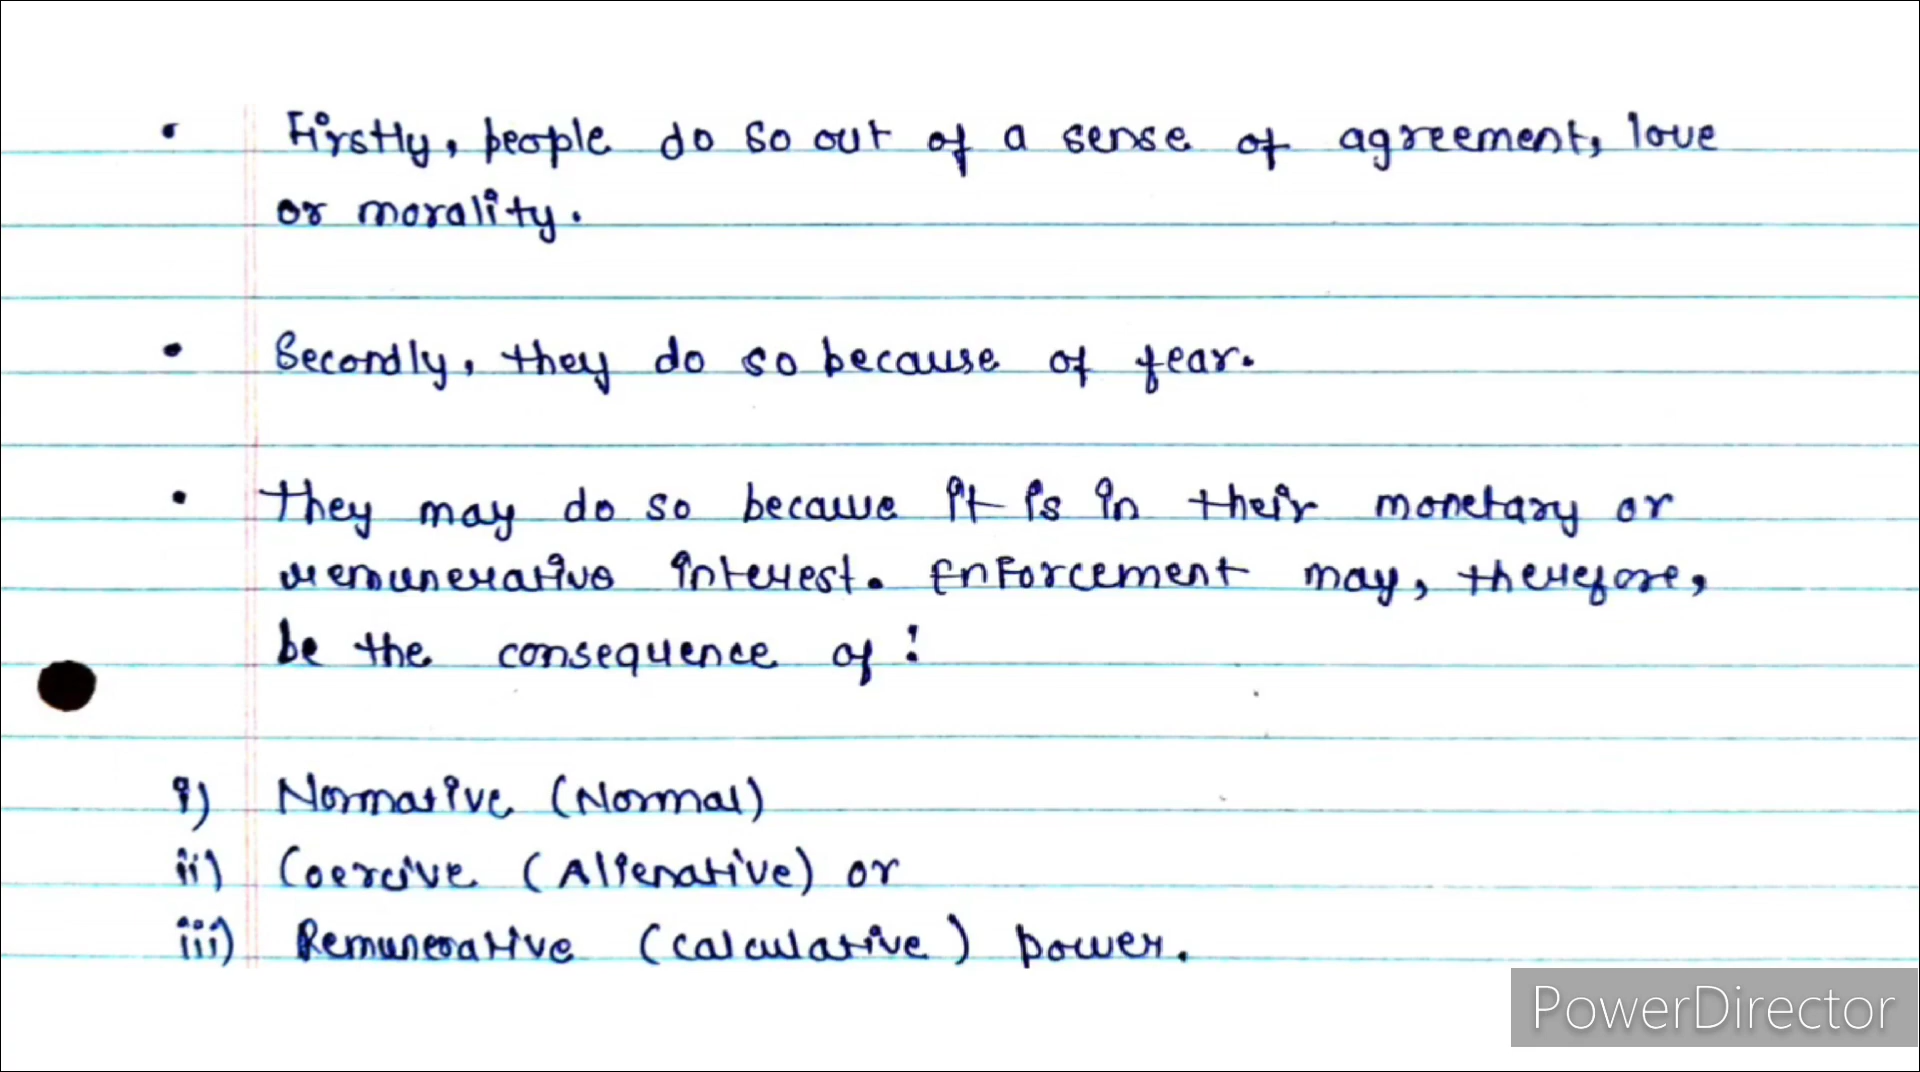 • Firstly, people do so out of a sense of agreement, love
or morality.
• Secondly, they do so because of fear.
• They may do so because it is in their monetary or
remunerative interest. Enforcement may, therefore,
be the consequence of:
i) Normative (Normal)
ii) Coercive (Alienative) or
iii) Remunerative (calculative) power.
PowerDirector